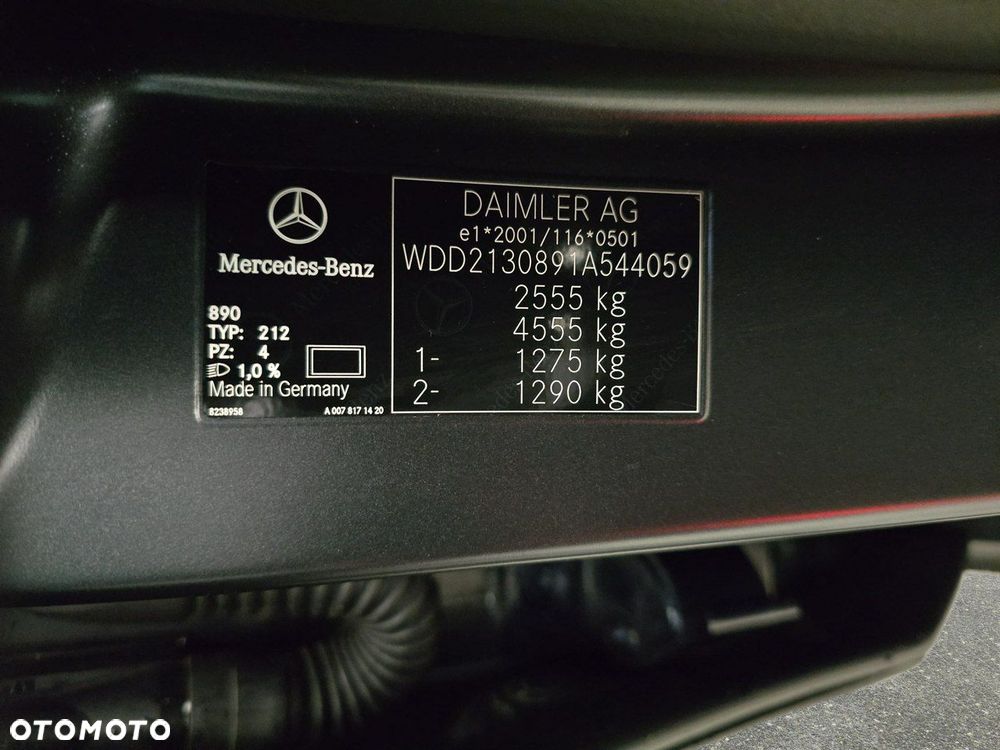 Mercedes-Benz
890
TYP: 212
PZ: 4
1,0 %
Made in Germany
8238958 A 007 817 14 20
DAIMLER AG
e1*2001/116*0501
WDD2130891A544059
2555 kg
4555 kg
1- 1275 kg
2- 1290 kg
OTOMOTO